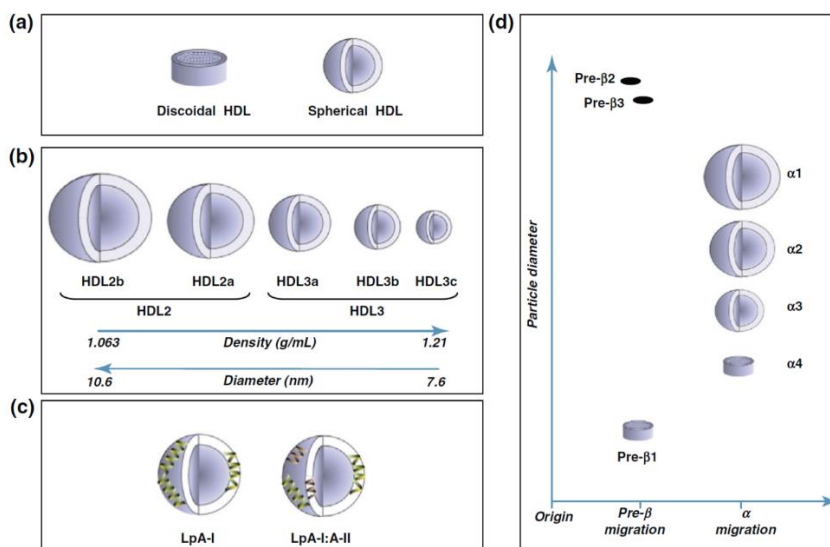 (a)
Discoidal HDL
Spherical HDL
(b)
HDL2b
HDL2a
HDL3a
HDL3b
HDL3c
HDL2
HDL3
1.063
Density (g/mL)
1.21
10.6
Diameter (nm)
7.6
(c)
LpA-I
LpA-I:A-II
(d)
Particle diameter
Pre-β2
Pre-β3
α1
α2
α3
α4
Pre-β1
Origin
Pre-β
migration
α
migration